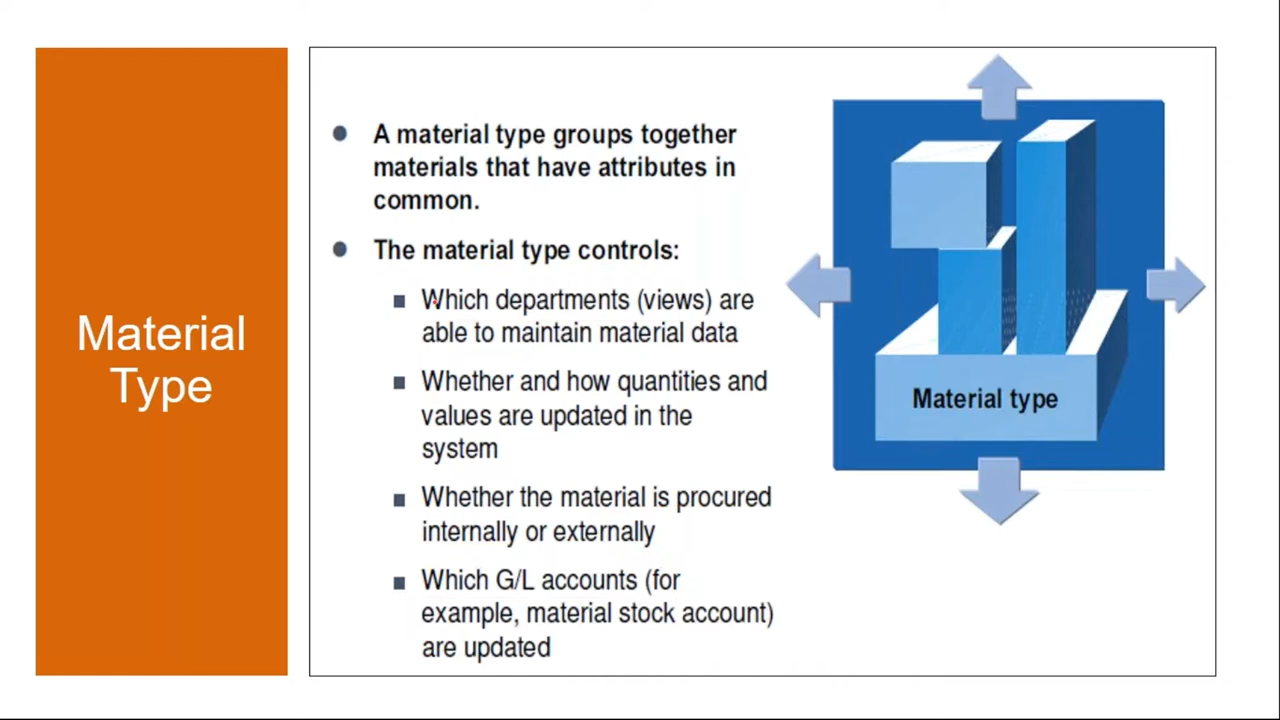 Material
Type
A material type groups together
materials that have attributes in
common.
The material type controls:
Which departments (views) are
able to maintain material data
Whether and how quantities and
values are updated in the
system
Whether the material is procured
internally or externally
Which G/L accounts (for
example, material stock account)
are updated
Material type